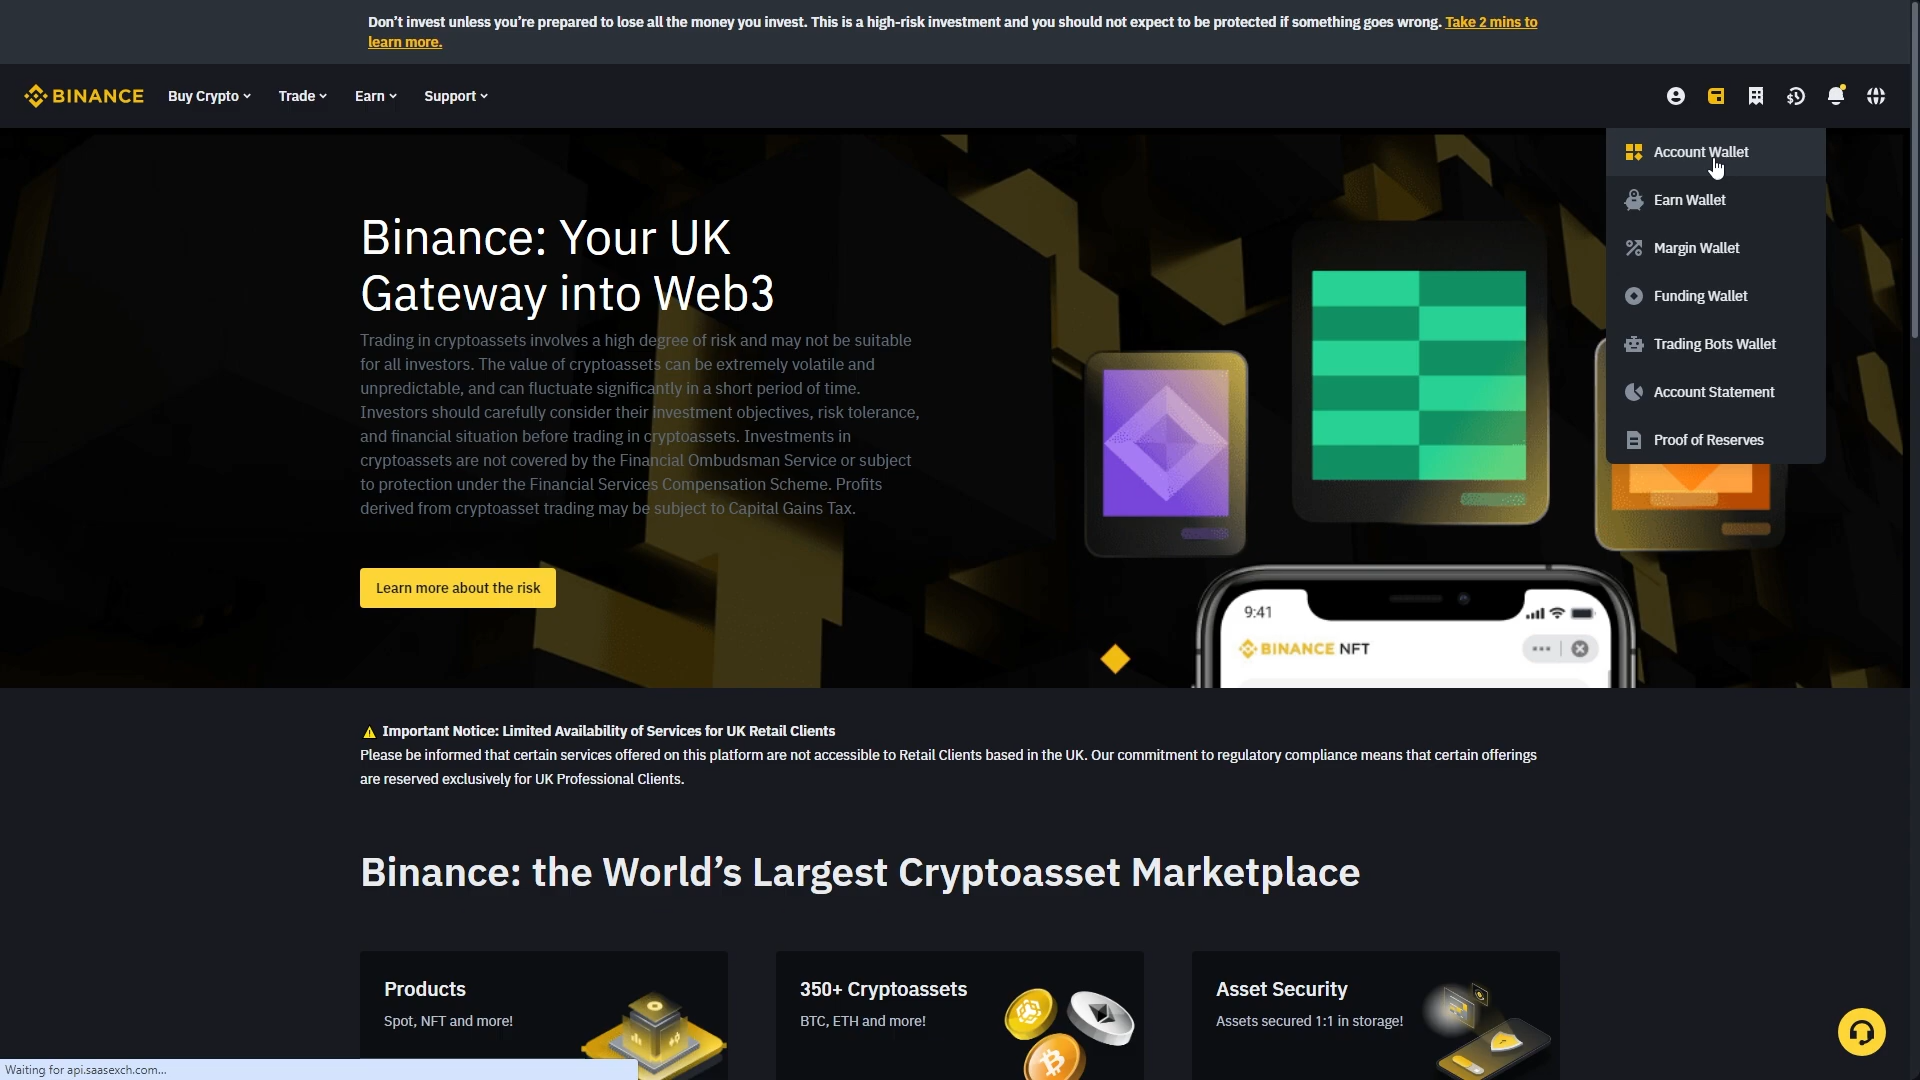 Don’t invest unless you’re prepared to lose all the money you invest. This is a high-risk investment and you should not expect to be protected if something goes wrong. Take 2 mins to
learn more.
BINANCE
Buy Crypto
Trade
Earn
Support
Account Wallet
Earn Wallet
Margin Wallet
Funding Wallet
Trading Bots Wallet
Account Statement
Proof of Reserves
Binance: Your UK
Gateway into Web3
Trading in cryptoassets involves a high degree of risk and may not be suitable
for all investors. The value of cryptoassets can be extremely volatile and
unpredictable, and can fluctuate significantly in a short period of time.
Investors should carefully consider their investment objectives, risk tolerance,
and financial situation before trading in cryptoassets. Investments in
cryptoassets are not covered by the Financial Ombudsman Service or subject
to protection under the Financial Services Compensation Scheme. Profits
derived from cryptoasset trading may be subject to Capital Gains Tax.
Learn more about the risk
9:41
BINANCE NFT
Important Notice: Limited Availability of Services for UK Retail Clients
Please be informed that certain services offered on this platform are not accessible to Retail Clients based in the UK. Our commitment to regulatory compliance means that certain offerings
are reserved exclusively for UK Professional Clients.
Binance: the World’s Largest Cryptoasset Marketplace
Products
Spot, NFT and more!
350+ Cryptoassets
BTC, ETH and more!
Asset Security
Assets secured 1:1 in storage!
Waiting for api.saasexch.com...